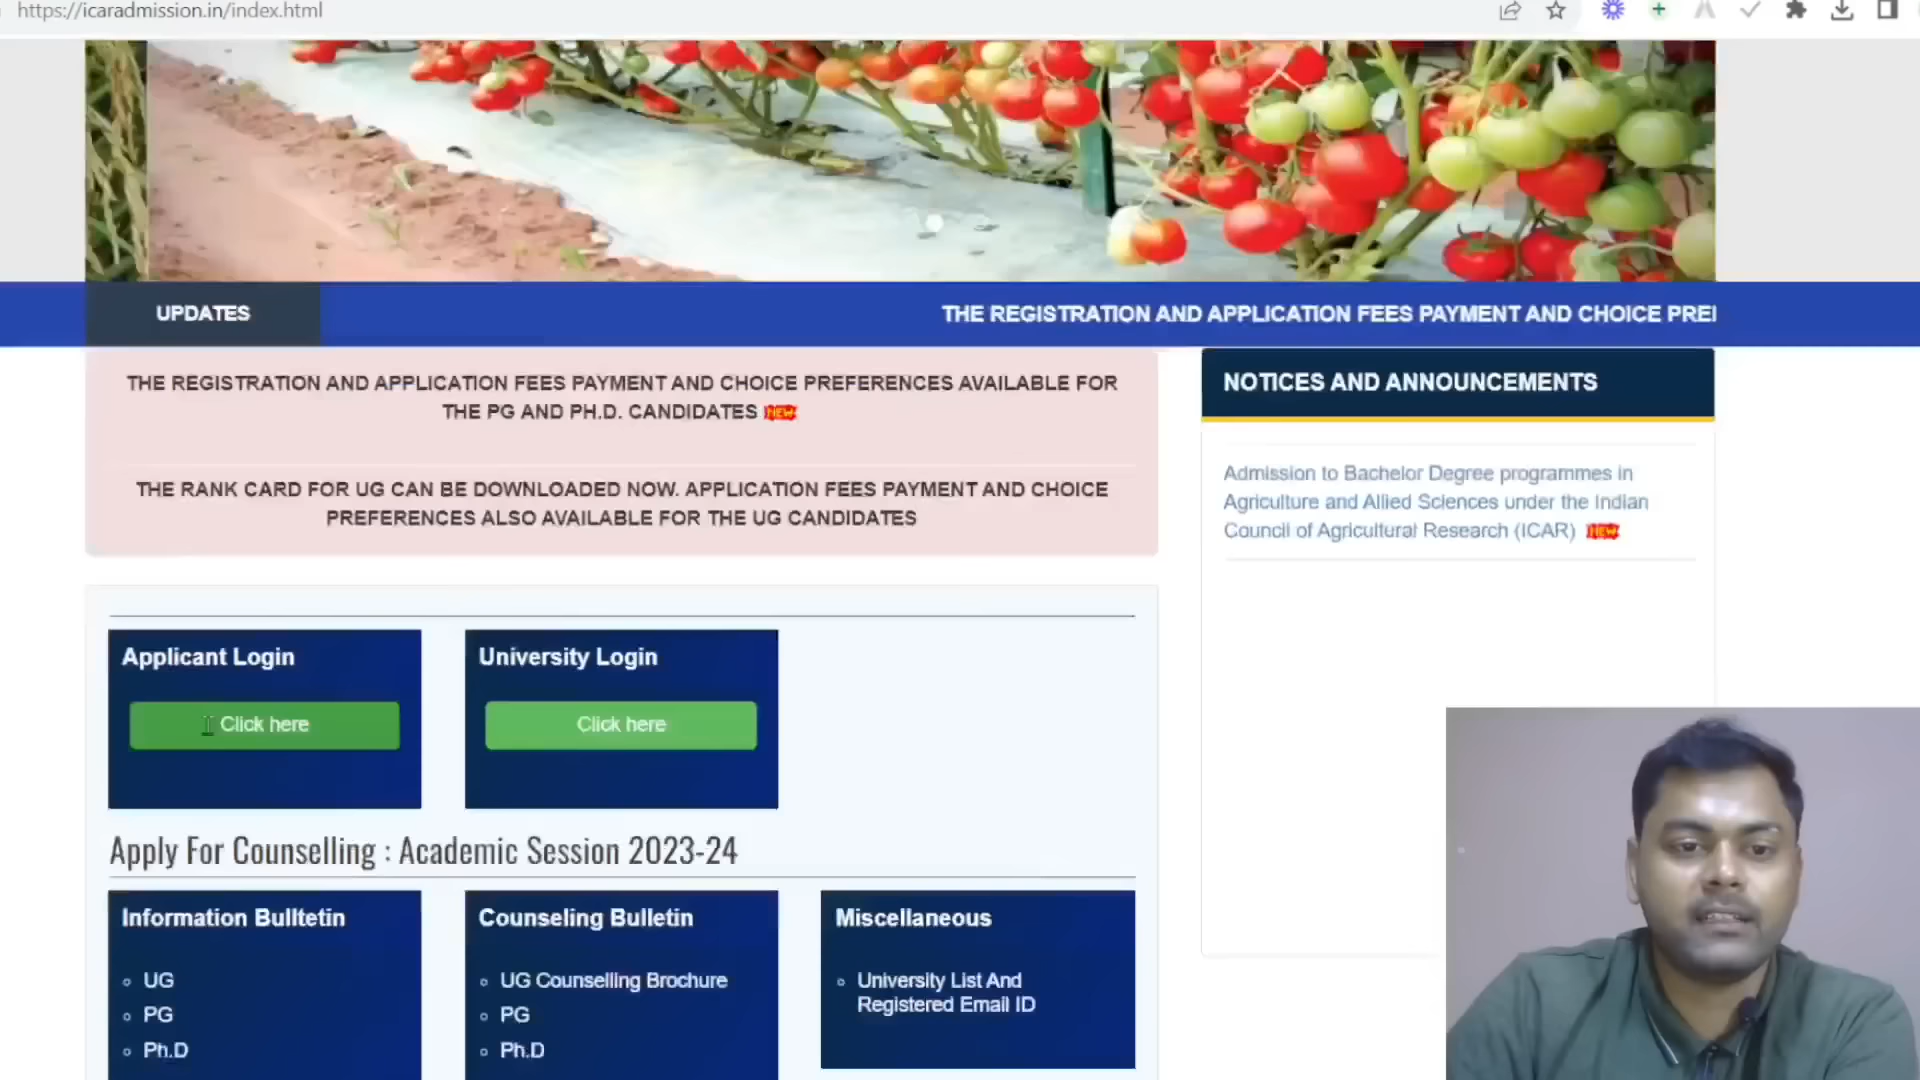 https://icaradmission.in/index.html
UPDATES
THE REGISTRATION AND APPLICATION FEES PAYMENT AND CHOICE PREI
THE REGISTRATION AND APPLICATION FEES PAYMENT AND CHOICE PREFERENCES AVAILABLE FOR
THE PG AND PH.D. CANDIDATES NEW
THE RANK CARD FOR UG CAN BE DOWNLOADED NOW. APPLICATION FEES PAYMENT AND CHOICE
PREFERENCES ALSO AVAILABLE FOR THE UG CANDIDATES
NOTICES AND ANNOUNCEMENTS
Admission to Bachelor Degree programmes in
Agriculture and Allied Sciences under the Indian
Council of Agricultural Research (ICAR) NEW
Applicant Login
Click here
University Login
Click here
Apply For Counselling : Academic Session 2023-24
Information Bulltetin
UG
PG
Ph.D
Counseling Bulletin
UG Counselling Brochure
PG
Ph.D
Miscellaneous
University List And
Registered Email ID